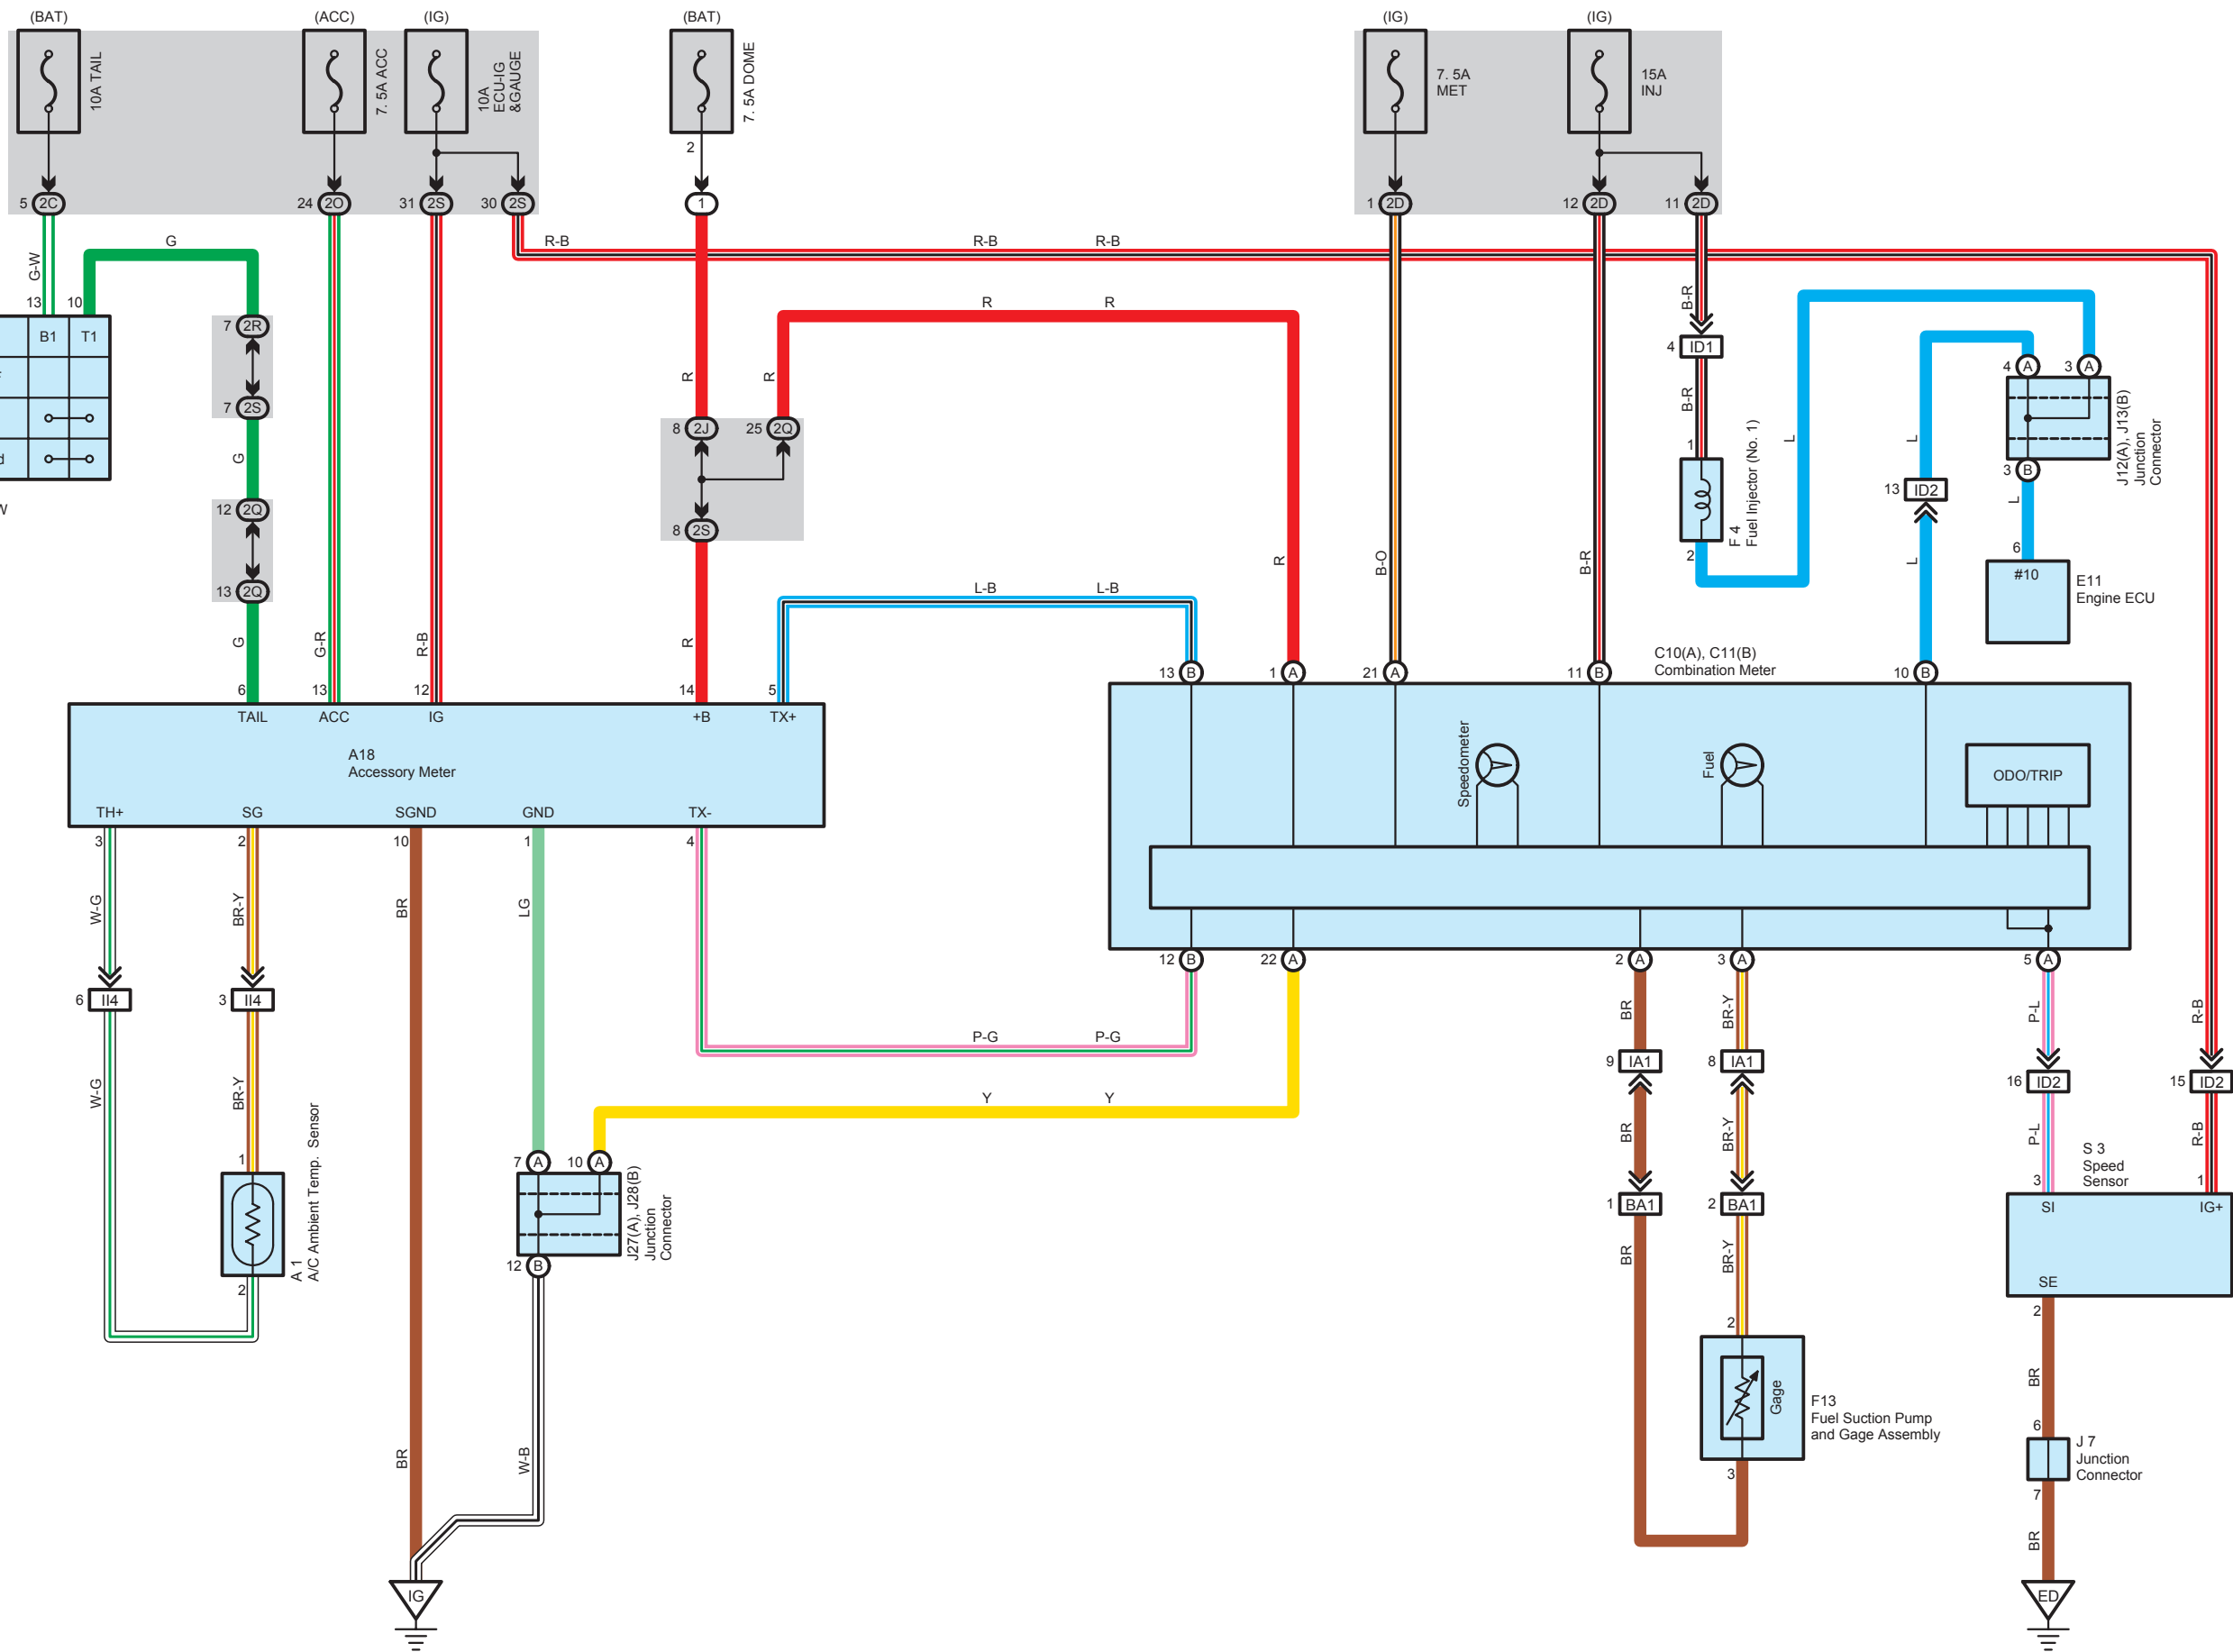 (BAT)
(ACC)
(IG)
(BAT)
(IG)
(IG)
10A TAIL
7. 5A ACC
10A
ECU-IG
&GAUGE
7. 5A DOME
7. 5A
MET
15A
INJ
2
5 2C
24 2O
31 2S
30 2S
1
1 2D
12 2D
11 2D
G-W
G
R-B
R-B
R-B
13
10
B1
T1
d
W
7 2R
7 2S
G
12 2Q
13 2Q
G
G-R
R-B
R
R
R
R
8 2J
25 2Q
8 2S
R
L-B
L-B
R
B-O
B-R
B-R
4 ID1
B-R
1
F 4
Fuel Injector (No. 1)
2
L
L
13 ID2
L
4 A
3 A
3 B
J12(A), J13(B)
Junction
Connector
L
6
#10
E11
Engine ECU
C10(A), C11(B)
Combination Meter
6
13
12
14
5
TAIL
ACC
IG
+B
TX+
A18
Accessory Meter
TH+
SG
SGND
GND
TX-
3
2
10
1
4
13 B
1 A
21 A
11 B
10 B
Speedometer
Fuel
ODO/TRIP
12 B
22 A
2 A
3 A
5 A
W-G
BR-Y
BR
LG
6 II4
3 II4
W-G
BR-Y
1
A 1
A/C Ambient Temp. Sensor
2
P-G
P-G
Y
Y
7 A
10 A
J27(A), J28(B)
Junction
Connector
12 B
BR
W-B
IG
BR
BR-Y
9 IA1
8 IA1
BR
BR-Y
1 BA1
2 BA1
BR
BR-Y
2
Gage
F13
Fuel Suction Pump
and Gage Assembly
3
P-L
R-B
16 ID2
15 ID2
P-L
R-B
S 3
Speed
Sensor
3
1
SI
IG+
SE
2
BR
6
J 7
Junction
Connector
7
BR
ED